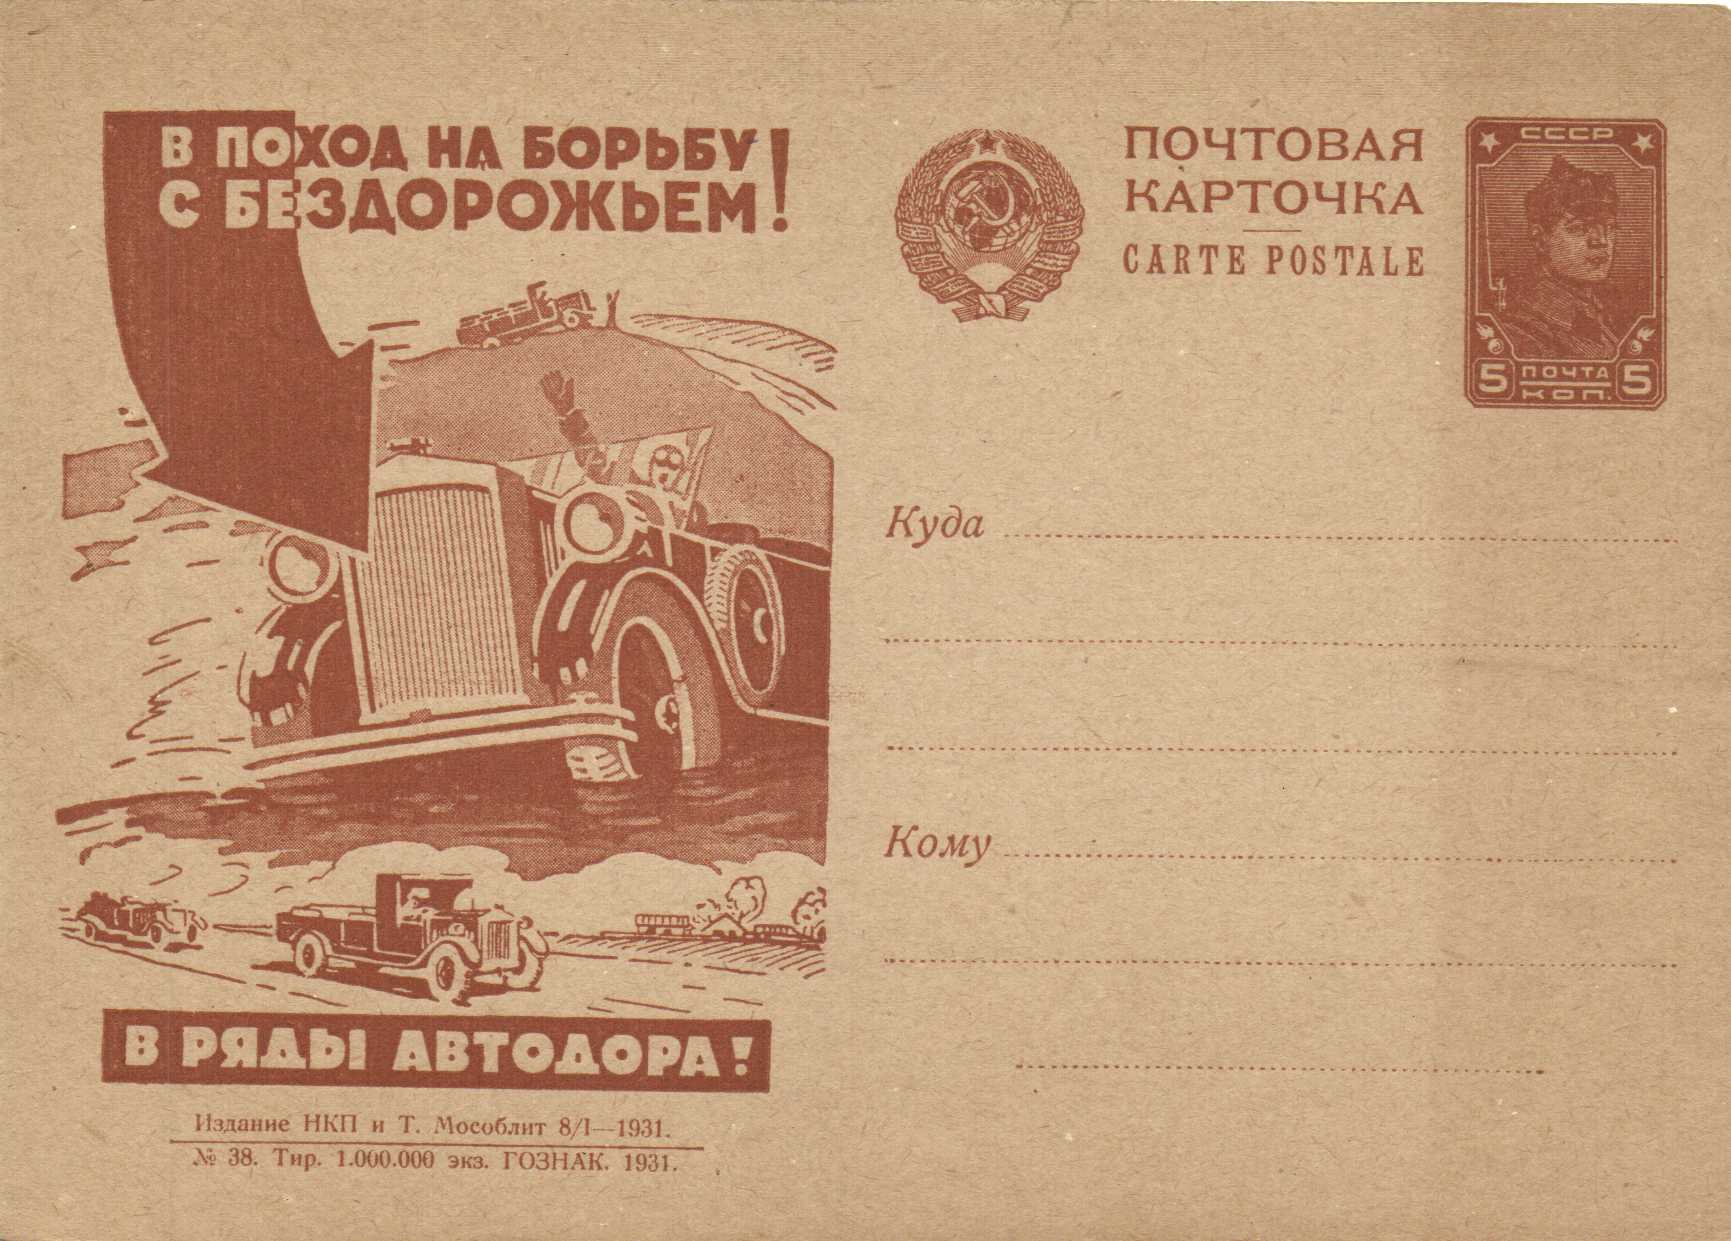 В ПОХОД НА БОРЬБУ
С БЕЗДОРОЖЬЕМ!
В РЯДЫ АВТОДОРА!
Издание НКП и Т. Мособлит 8/I—1931.
№ 38. Тир. 1.000.000 экз. ГОЗНАК. 1931.
ПОЧТОВАЯ
КАРТОЧКА
CARTE POSTALE
СССР
5 ПОЧТА 5
КОП.
Куда
Кому